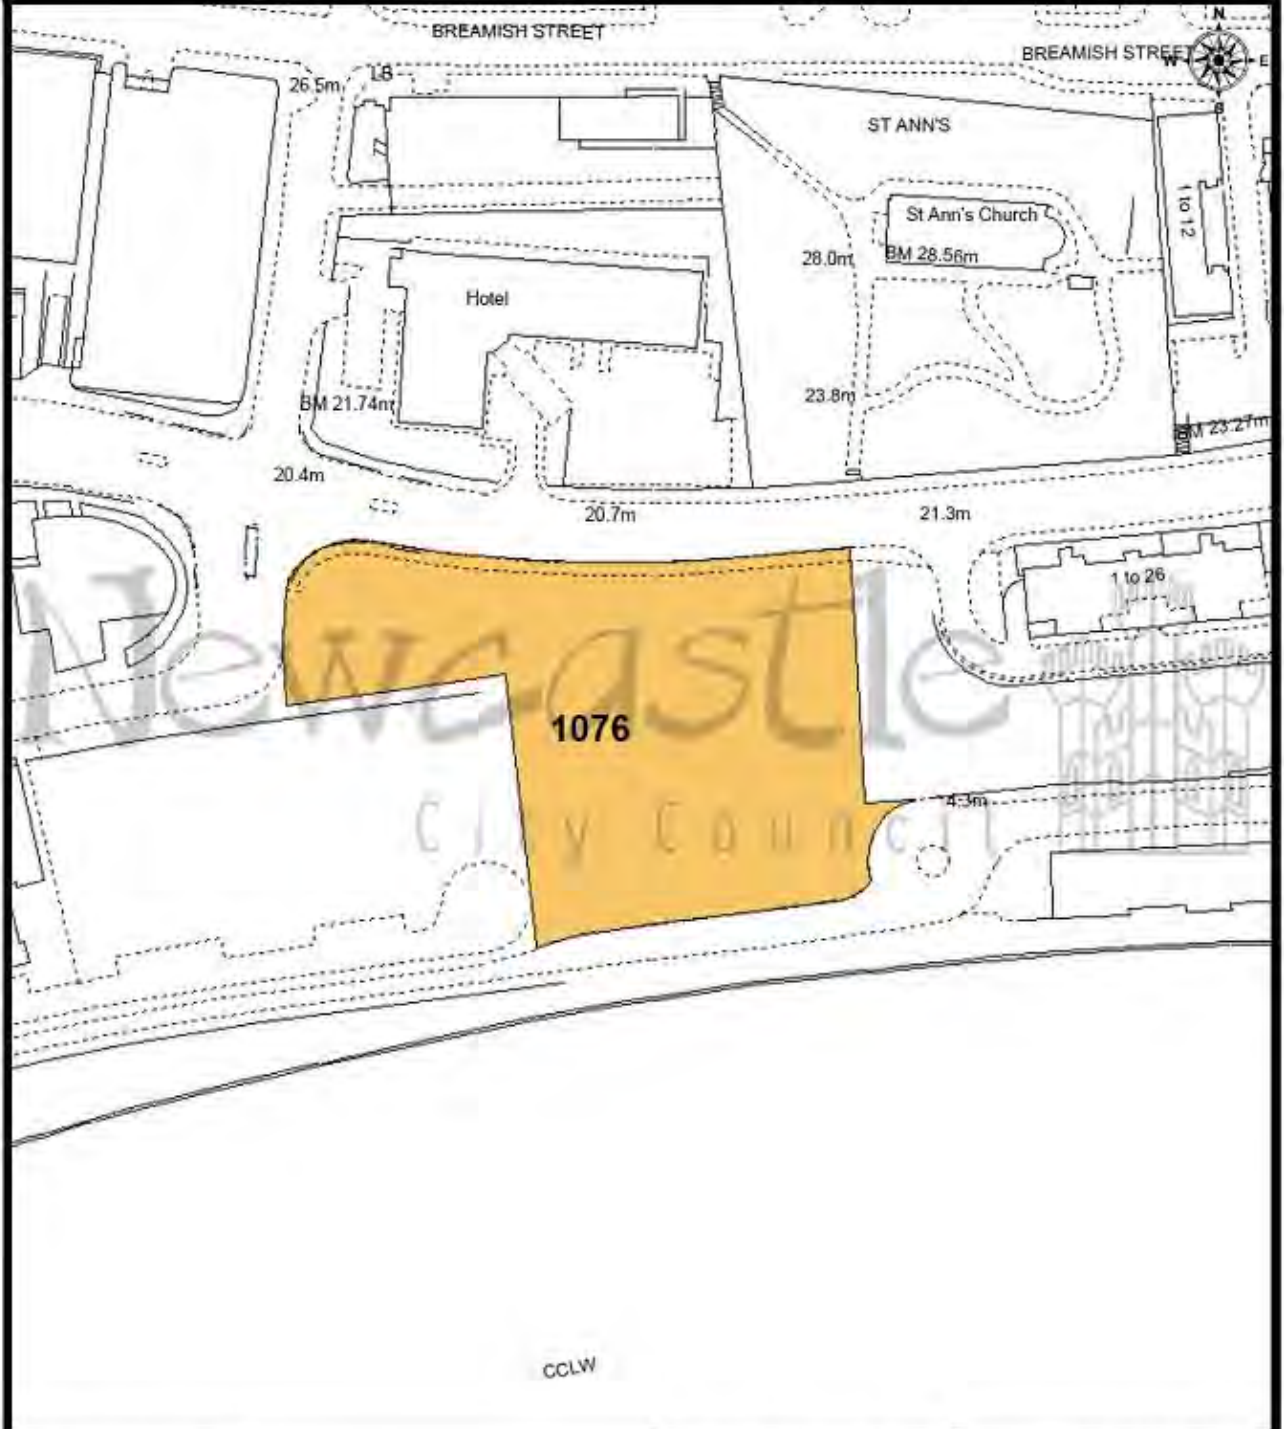 BREAMISH STREET
BREAMISH STREET
N
W
E
S
26.5m
LB
ST ANN'S
77
1 to 12
St Ann's Church
28.0m
BM 28.56m
Hotel
23.8m
BM 21.74m
BM 23.27m
20.4m
20.7m
21.3m
1 to 26
Newcastle
1076
4.3m
City Council
CCLW